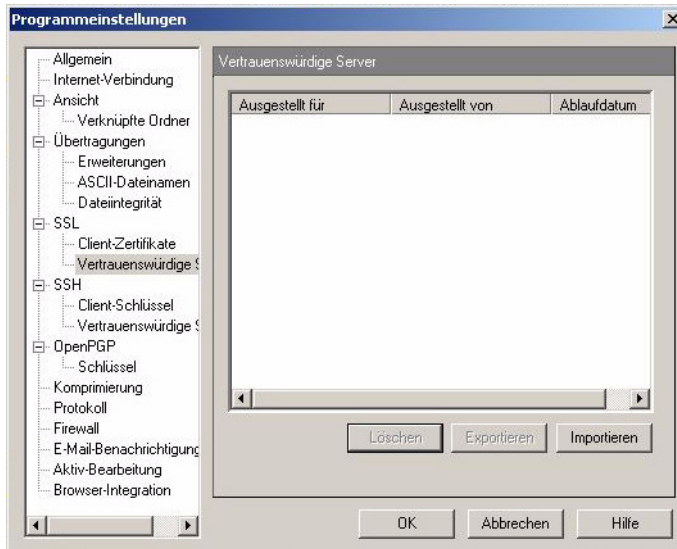 Programmeinstellungen
Allgemein
Internet-Verbindung
Ansicht
Verknüpfte Ordner
Übertragungen
Erweiterungen
ASCII-Dateinamen
Dateiintegrität
SSL
Client-Zertifikate
Vertrauenswürdige S
SSH
Client-Schlüssel
Vertrauenswürdige S
OpenPGP
Schlüssel
Komprimierung
Protokoll
Firewall
E-Mail-Benachrichtigung
Aktiv-Bearbeitung
Browser-Integration
Vertrauenswürdige Server
Ausgestellt für Ausgestellt von Ablaufdatum
Löschen Exportieren Importieren
OK Abbrechen Hilfe